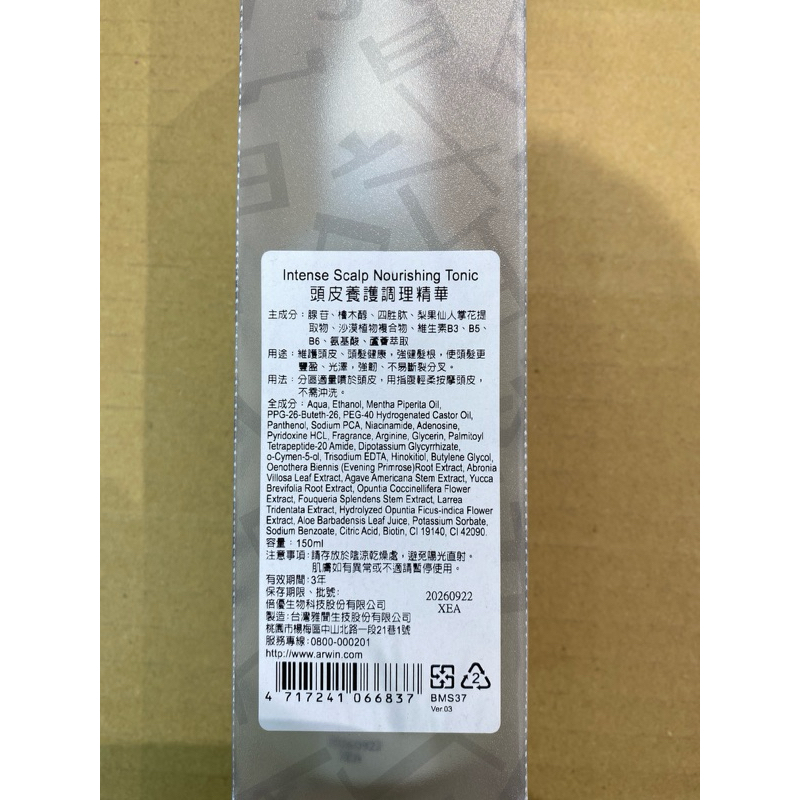 Intense Scalp Nourishing Tonic
頭皮養護調理精華
主成分：腺苷、檜木醇、四胜肽、梨果仙人掌花提
取物、沙漠植物複合物、維生素B3、B5、
B6、氨基酸、蘆薈萃取
用途：維護頭皮、頭髮健康，強健髮根，使頭髮更
豐盈、光澤，強韌、不易斷裂分叉。
用法：分區適量噴於頭皮，用指腹輕柔按摩頭皮，
不需沖洗。
全成分：Aqua, Ethanol, Mentha Piperita Oil,
PPG-26-Buteth-26, PEG-40 Hydrogenated Castor Oil,
Panthenol, Sodium PCA, Niacinamide, Adenosine,
Pyridoxine HCL, Fragrance, Arginine, Glycerin, Palmitoyl
Tetrapeptide-20 Amide, Dipotassium Glycyrrhizate,
o-Cymen-5-ol, Trisodium EDTA, Hinokitiol, Butylene Glycol,
Oenothera Biennis (Evening Primrose)Root Extract, Abronia
Villosa Leaf Extract, Agave Americana Stem Extract, Yucca
Brevifolia Root Extract, Opuntia Coccinellifera Flower
Extract, Fouqueria Splendens Stem Extract, Larrea
Tridentata Extract, Hydrolyzed Opuntia Ficus-indica Flower
Extract, Aloe Barbadensis Leaf Juice, Potassium Sorbate,
Sodium Benzoate, Citric Acid, Biotin, CI 19140, CI 42090.
容量：150ml
注意事項：請存放於陰涼乾燥處，避免陽光直射。
肌膚如有異常或不適請暫停使用。
有效期間:3年
保存期限、批號:
20260922
XEA
倍優生物科技股份有限公司
製造:台灣雅聞生技股份有限公司
桃園市楊梅區中山北路一段21巷1號
服務專線:0800-000201
http://www.arwin.com
4 717241 066837
2
BMS37
Ver.03
20260922
XEA